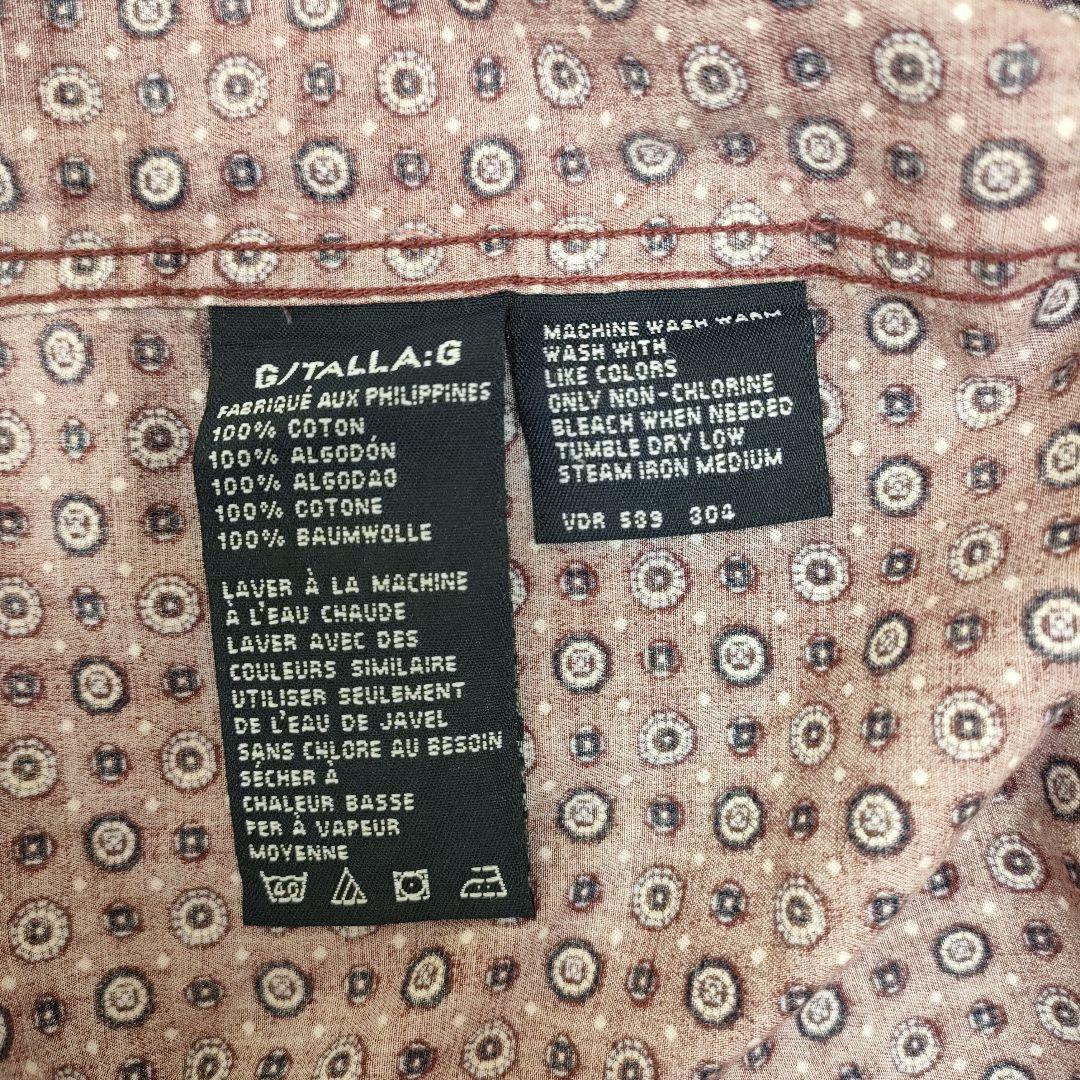 G/TALLA:G
FABRIQUÉ AUX PHILIPPINES
100% COTON
100% ALGODÓN
100% ALGODAO
100% COTONE
100% BAUMWOLLE
LAVER À LA MACHINE
À L'EAU CHAUDE
LAVER AVEC DES
COULEURS SIMILAIRE
UTILISER SEULEMENT
DE L'EAU DE JAVEL
SANS CHLORE AU BESOIN
SÈCHER À
CHALEUR BASSE
FER À VAPEUR
MOYENNE
40
MACHINE WASH WARM
WASH WITH
LIKE COLORS
ONLY NON-CHLORINE
BLEACH WHEN NEEDED
TUMBLE DRY LOW
STEAM IRON MEDIUM
VDR 589 304